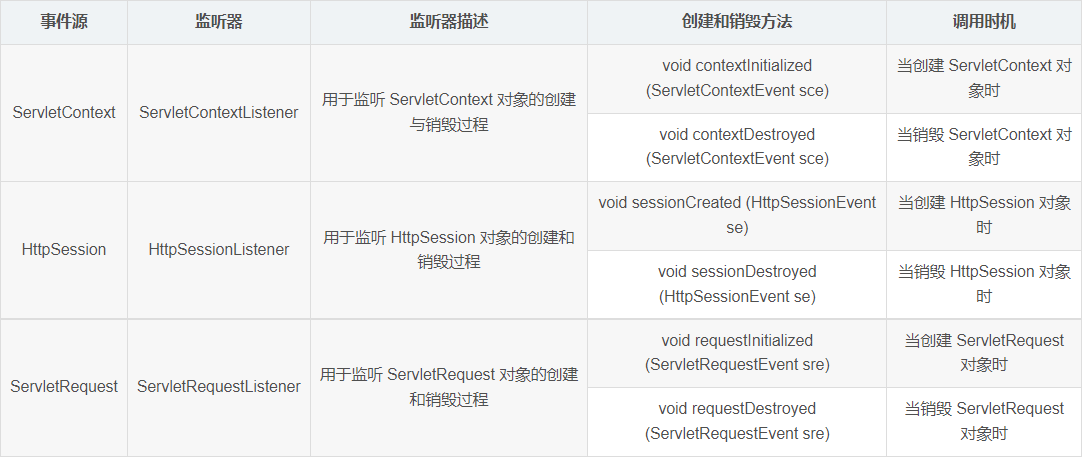 事件源 监听器 监听器描述 创建和销毁方法 调用时机
ServletContext ServletContextListener 用于监听 ServletContext 对象的创建
与销毁过程
void contextInitialized
(ServletContextEvent sce)
当创建 ServletContext 对
象时
void contextDestroyed
(ServletContextEvent sce)
当销毁 ServletContext 对
象时
HttpSession HttpSessionListener 用于监听 HttpSession 对象的创建和
销毁过程
void sessionCreated (HttpSessionEvent
se)
当创建 HttpSession 对象
时
void sessionDestroyed
(HttpSessionEvent se)
当销毁 HttpSession 对象
时
ServletRequest ServletRequestListener 用于监听 ServletRequest 对象的创建
和销毁过程
void requestInitialized
(ServletRequestEvent sre)
当创建 ServletRequest
对象时
void requestDestroyed
(ServletRequestEvent sre)
当销毁 ServletRequest
对象时